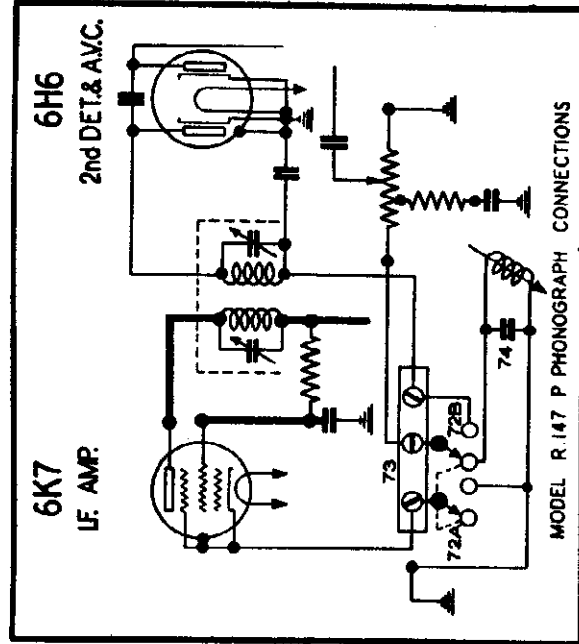 6K7
I.F. AMP.
6H6
2nd DET. & A.V.C.
73
72A
72B
74
MODEL R.147 P PHONOGRAPH CONNECTIONS